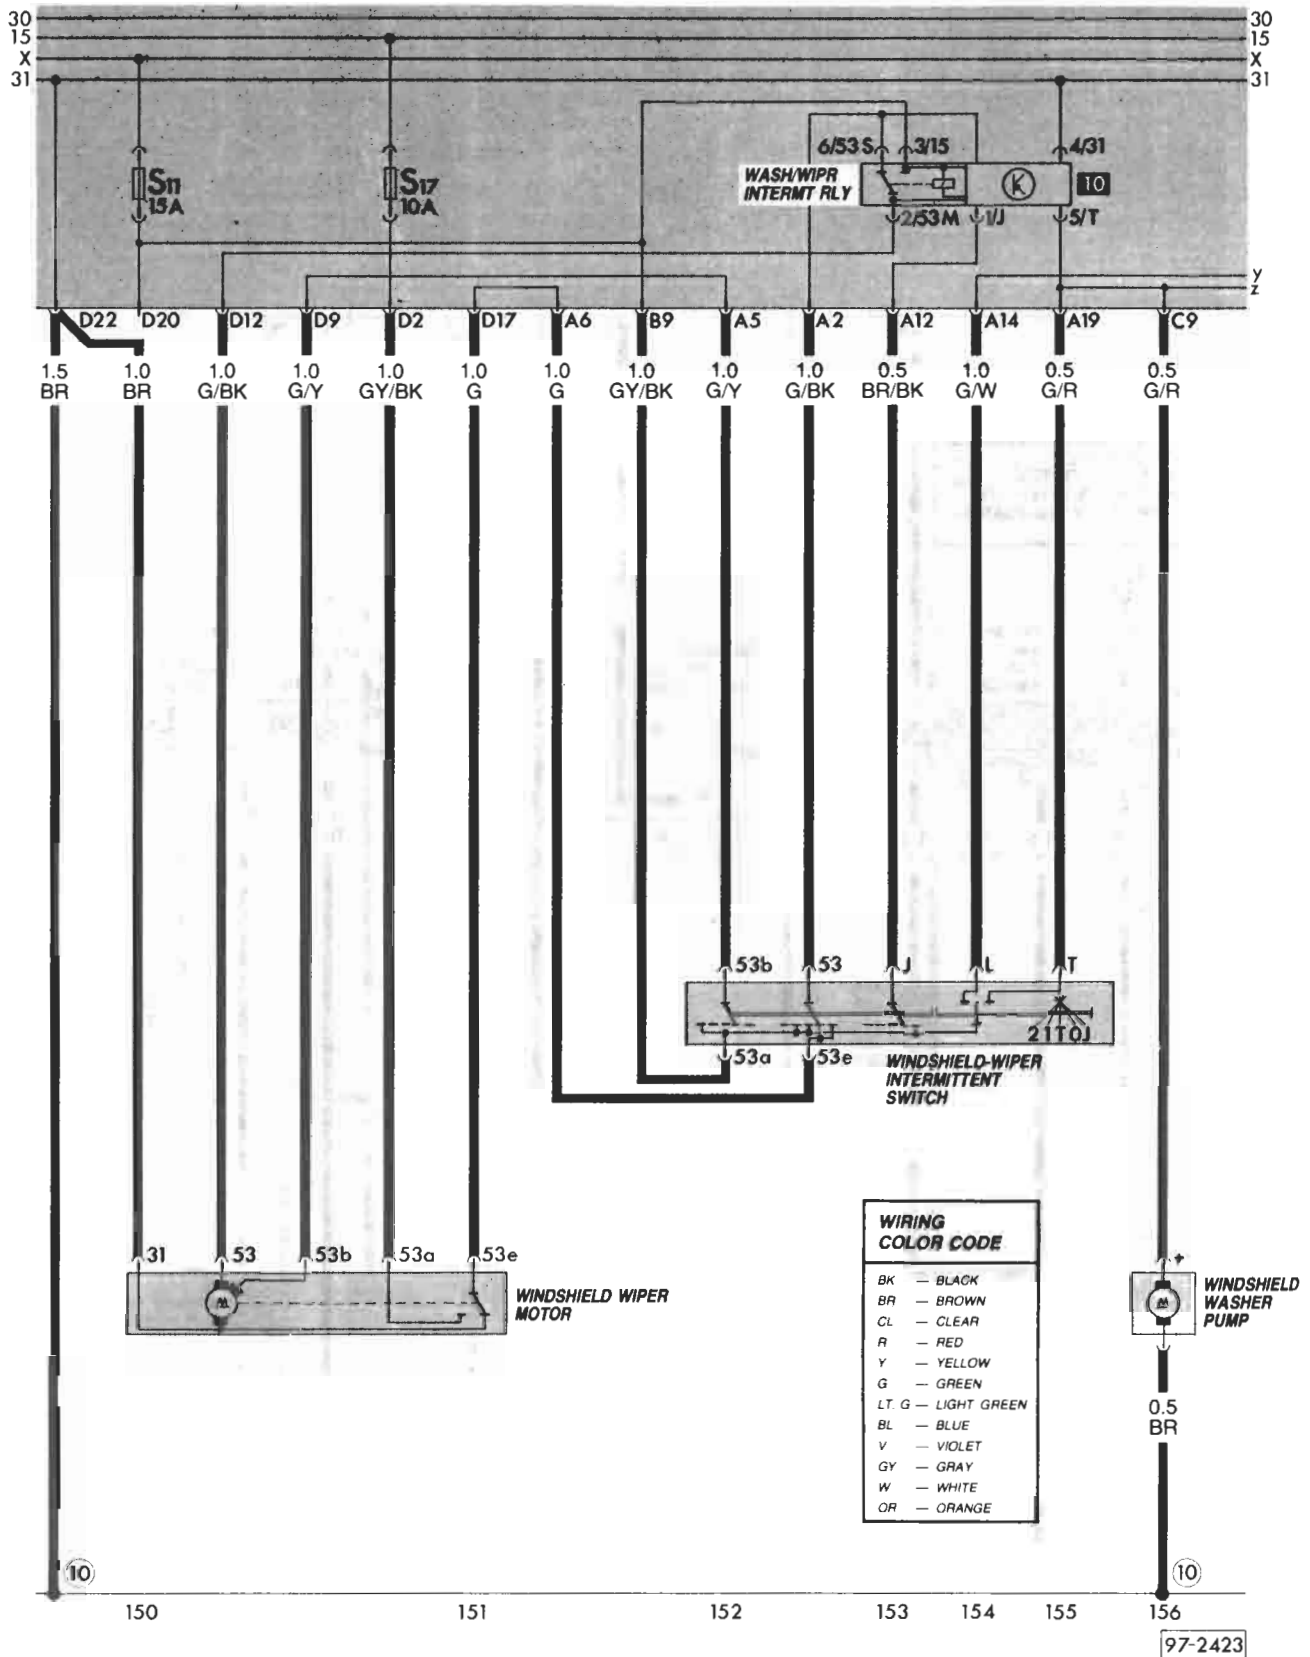 30 30
15 15
X X
31 31
6/53 S 3/15 4/31
WASH/WIPR
INTERMT RLY
10
S11
15A
S17
10A
2/53M 1/J 5/T
Y
Z
D22 D20 D12 D9 D2 D17 A6 B9 A5 A2 A12 A14 A19 C9
1.5 1.0 1.0 1.0 1.0 1.0 1.0 1.0 1.0 1.0 0.5 1.0 0.5 0.5
BR BR G/BK G/Y GY/BK G G GY/BK G/Y G/BK BR/BK G/W G/R G/R
53b 53 J L T
2 1 T 0 J
53a 53e
WINDSHIELD-WIPER
INTERMITTENT
SWITCH
31 53 53b 53a 53e
M
WINDSHIELD WIPER
MOTOR
+
M
WINDSHIELD
WASHER
PUMP
WIRING
COLOR CODE
BK — BLACK
BR — BROWN
CL — CLEAR
R — RED
Y — YELLOW
G — GREEN
LT. G — LIGHT GREEN
BL — BLUE
V — VIOLET
GY — GRAY
W — WHITE
OR — ORANGE
0.5
BR
10 10
150 151 152 153 154 155 156
97-2423